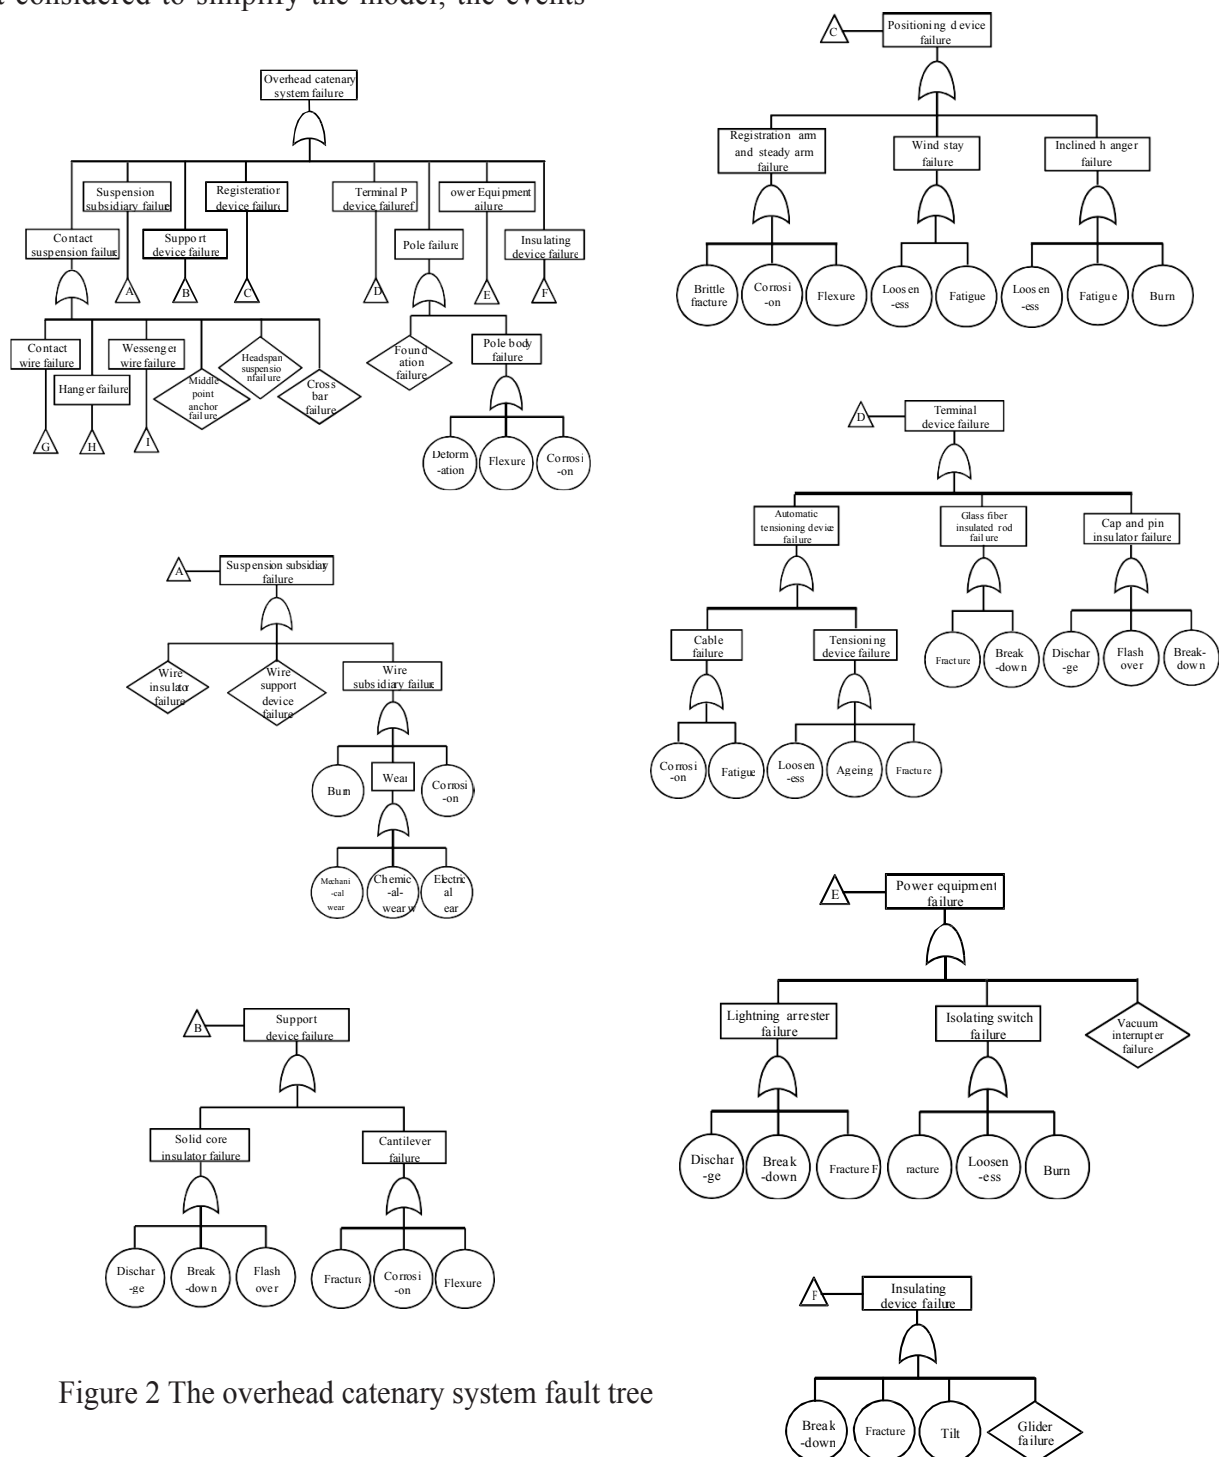 t considered to simplify the model, the events
Overhead catenary
system failure
Suspension
subsidiary failure
Registeration
device failure
Terminal P
device failuref
ower Equipment
ailure
Contact
suspension failure
Support
device failure
Pole failure
Insulating
device failure
A
B
C
D
E
F
Contact
wire failure
Hanger failure
Wessenger
wire failure
Middle
point
anchor
failure
Headspan
suspensio
nfailure
Cross
bar
failure
G
H
I
Found
ation
failure
Pole body
failure
Deform
-ation
Flexure
Corrosi
-on
A
Suspension subsidiary
failure
Wire
insulator
failure
Wire
support
device
failure
Wire
subsidiary failure
Burn
Wear
Corrosi
-on
Mechani
-cal
wear
Chemic
-al-
wear w
Electric
al
ear
B
Support
device failure
Solid core
insulator failure
Cantilever
failure
Dischar
-ge
Break
-down
Flash
over
Fracture
Corrosi
-on
Flexure
Figure 2 The overhead catenary system fault tree
C
Positioning device
failure
Registration arm
and steady arm
failure
Wind stay
failure
Inclined hanger
failure
Brittle
fracture
Corrosi
-on
Flexure
Loosen
-ess
Fatigue
Loosen
-ess
Fatigue
Burn
D
Terminal
device failure
Automatic
tensioning device
failure
Glass fiber
insulated rod
failure
Cap and pin
insulator failure
Cable
failure
Tensioning
device failure
Fracture
Break
-down
Dischar
-ge
Flash
over
Break-
down
Corrosi
-on
Fatigue
Loosen
-ess
Ageing
Fracture
E
Power equipment
failure
Lightning arrester
failure
Isolating switch
failure
Vacuum
interrupter
failure
Dischar
-ge
Break
-down
Fracture F
racture
Loosen
-ess
Burn
F
Insulating
device failure
Break
-down
Fracture
Tilt
Glider
failure